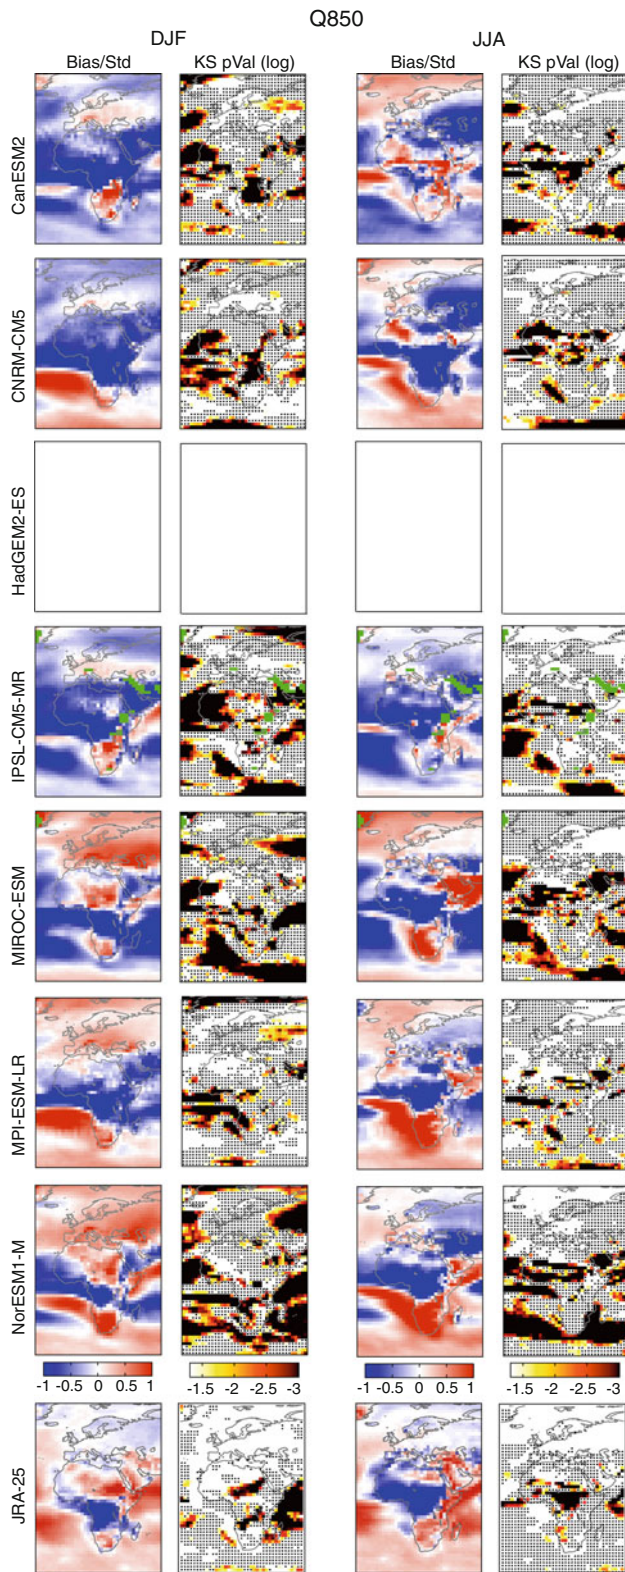 Q850
DJF JJA
Bias/Std KS pVal (log) Bias/Std KS pVal (log)
CanESM2
CNRM-CM5
HadGEM2-ES
IPSL-CM5-MR
MIROC-ESM
MPI-ESM-LR
NorESM1-M
-1 -0.5 0 0.5 1 -1.5 -2 -2.5 -3 -1 -0.5 0 0.5 1 -1.5 -2 -2.5 -3
JRA-25